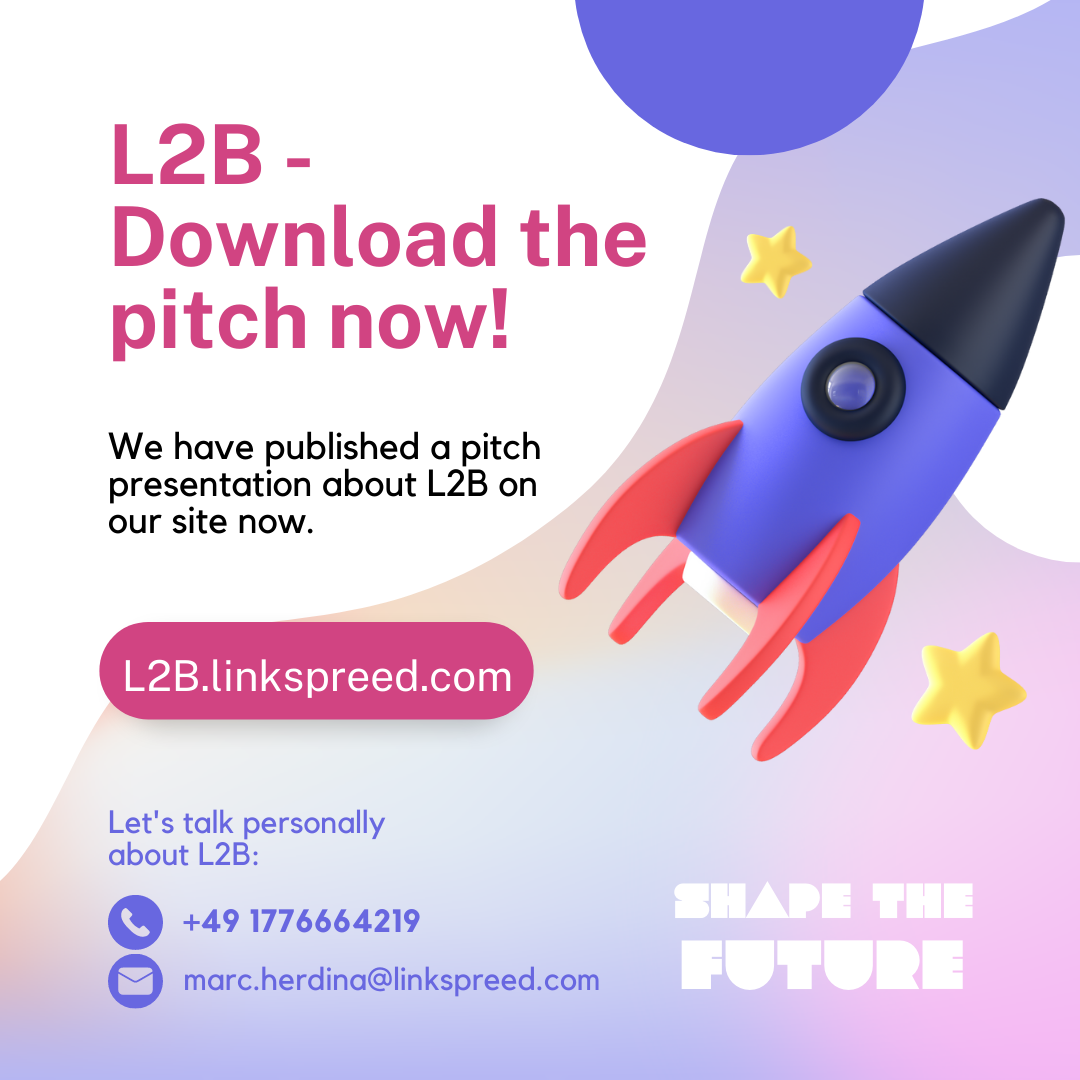 L2B -
Download the
pitch now!
We have published a pitch
presentation about L2B on
our site now.
L2B.linkspreed.com
Let's talk personally
about L2B:
+49 1776664219
marc.herdina@linkspreed.com
SHAPE THE
FUTURE